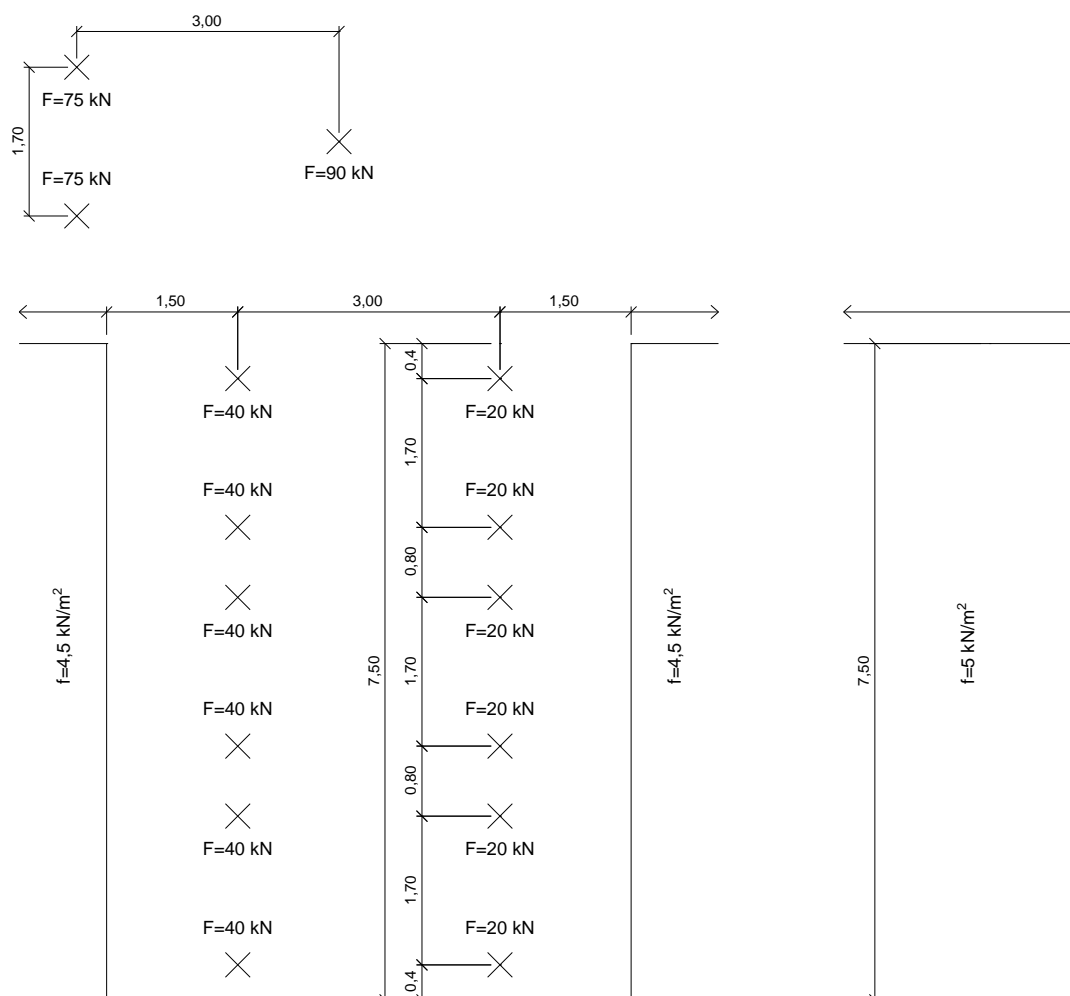 3,00
F=75 kN
1,70
F=75 kN
F=90 kN
1,50
3,00
1,50
0,4
F=40 kN
F=20 kN
1,70
F=40 kN
F=20 kN
0,80
F=40 kN
F=20 kN
f=4,5 kN/m²
7,50
1,70
f=4,5 kN/m²
7,50
f=5 kN/m²
F=40 kN
F=20 kN
0,80
F=40 kN
F=20 kN
1,70
F=40 kN
F=20 kN
0,4